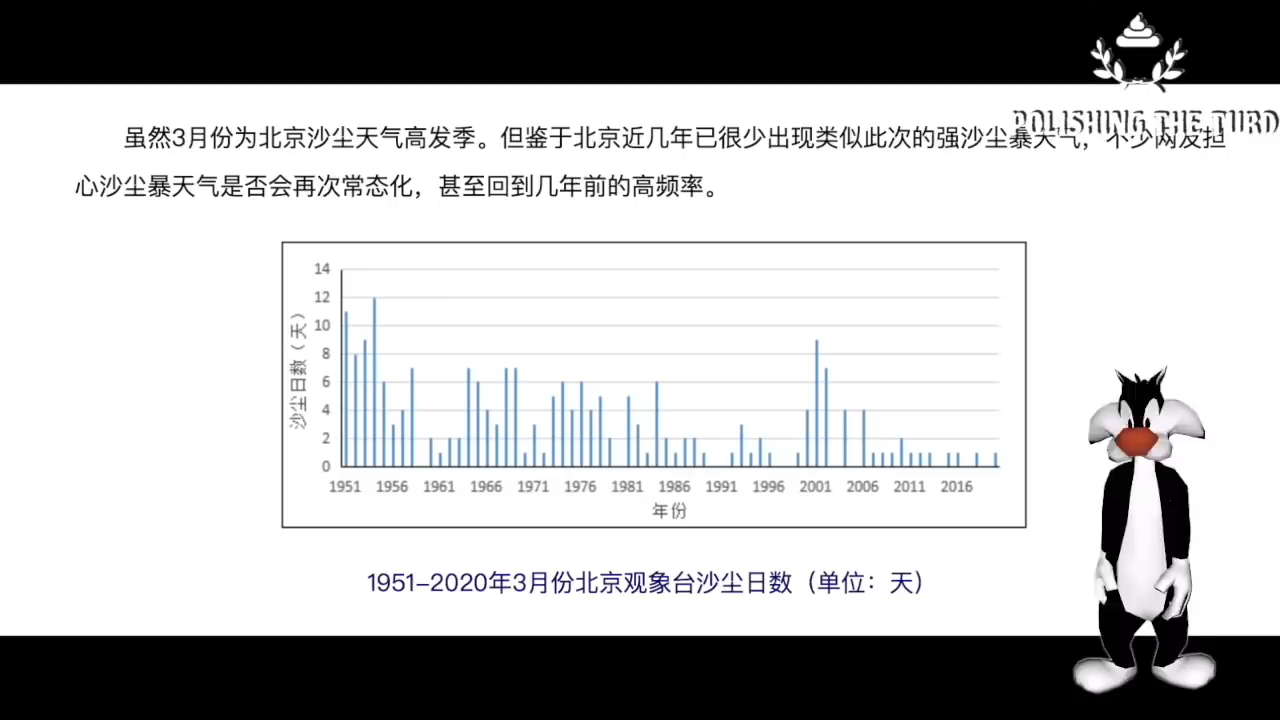 POLISHING THE TURD
虽然3月份为北京沙尘天气高发季。但鉴于北京近几年已很少出现类似此次的强沙尘暴天气，不少网友担
心沙尘暴天气是否会再次常态化，甚至回到几年前的高频率。
14
12
10
8
6
4
2
0
沙尘日数（天）
1951 1956 1961 1966 1971 1976 1981 1986 1991 1996 2001 2006 2011 2016
年份
1951-2020年3月份北京观象台沙尘日数（单位：天）